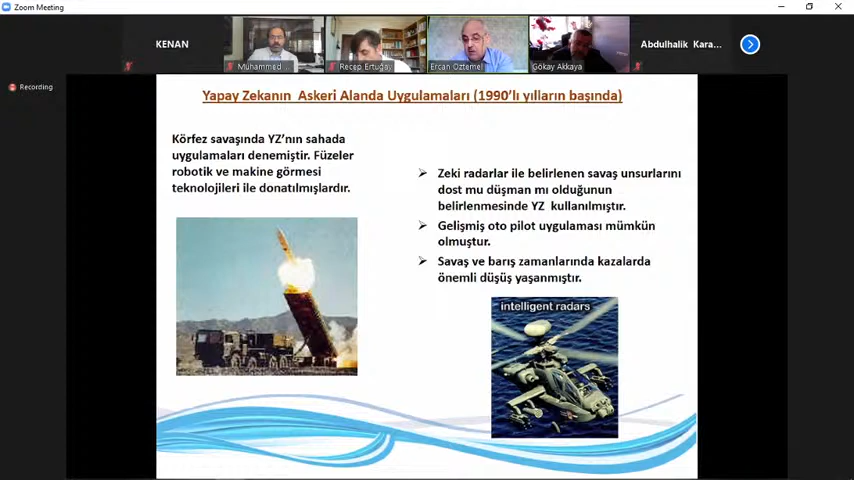 Zoom Meeting
KENAN
Muhammed
Recep Ertuğay
Ercan Oztemel
Gökay Akkaya
Abdulhalik Kara...
Recording
Yapay Zekanın Askeri Alanda Uygulamaları (1990'lı yılların başında)
Körfez savaşında YZ'nın sahada
uygulamaları denemiştir. Füzeler
robotik ve makine görmesi
teknolojileri ile donatılmışlardır.
Zeki radarlar ile belirlenen savaş unsurlarını
dost mu düşman mı olduğunun
belirlenmesinde YZ kullanılmıştır.
Gelişmiş oto pilot uygulaması mümkün
olmuştur.
Savaş ve barış zamanlarında kazalarda
önemli düşüş yaşanmıştır.
intelligent radars